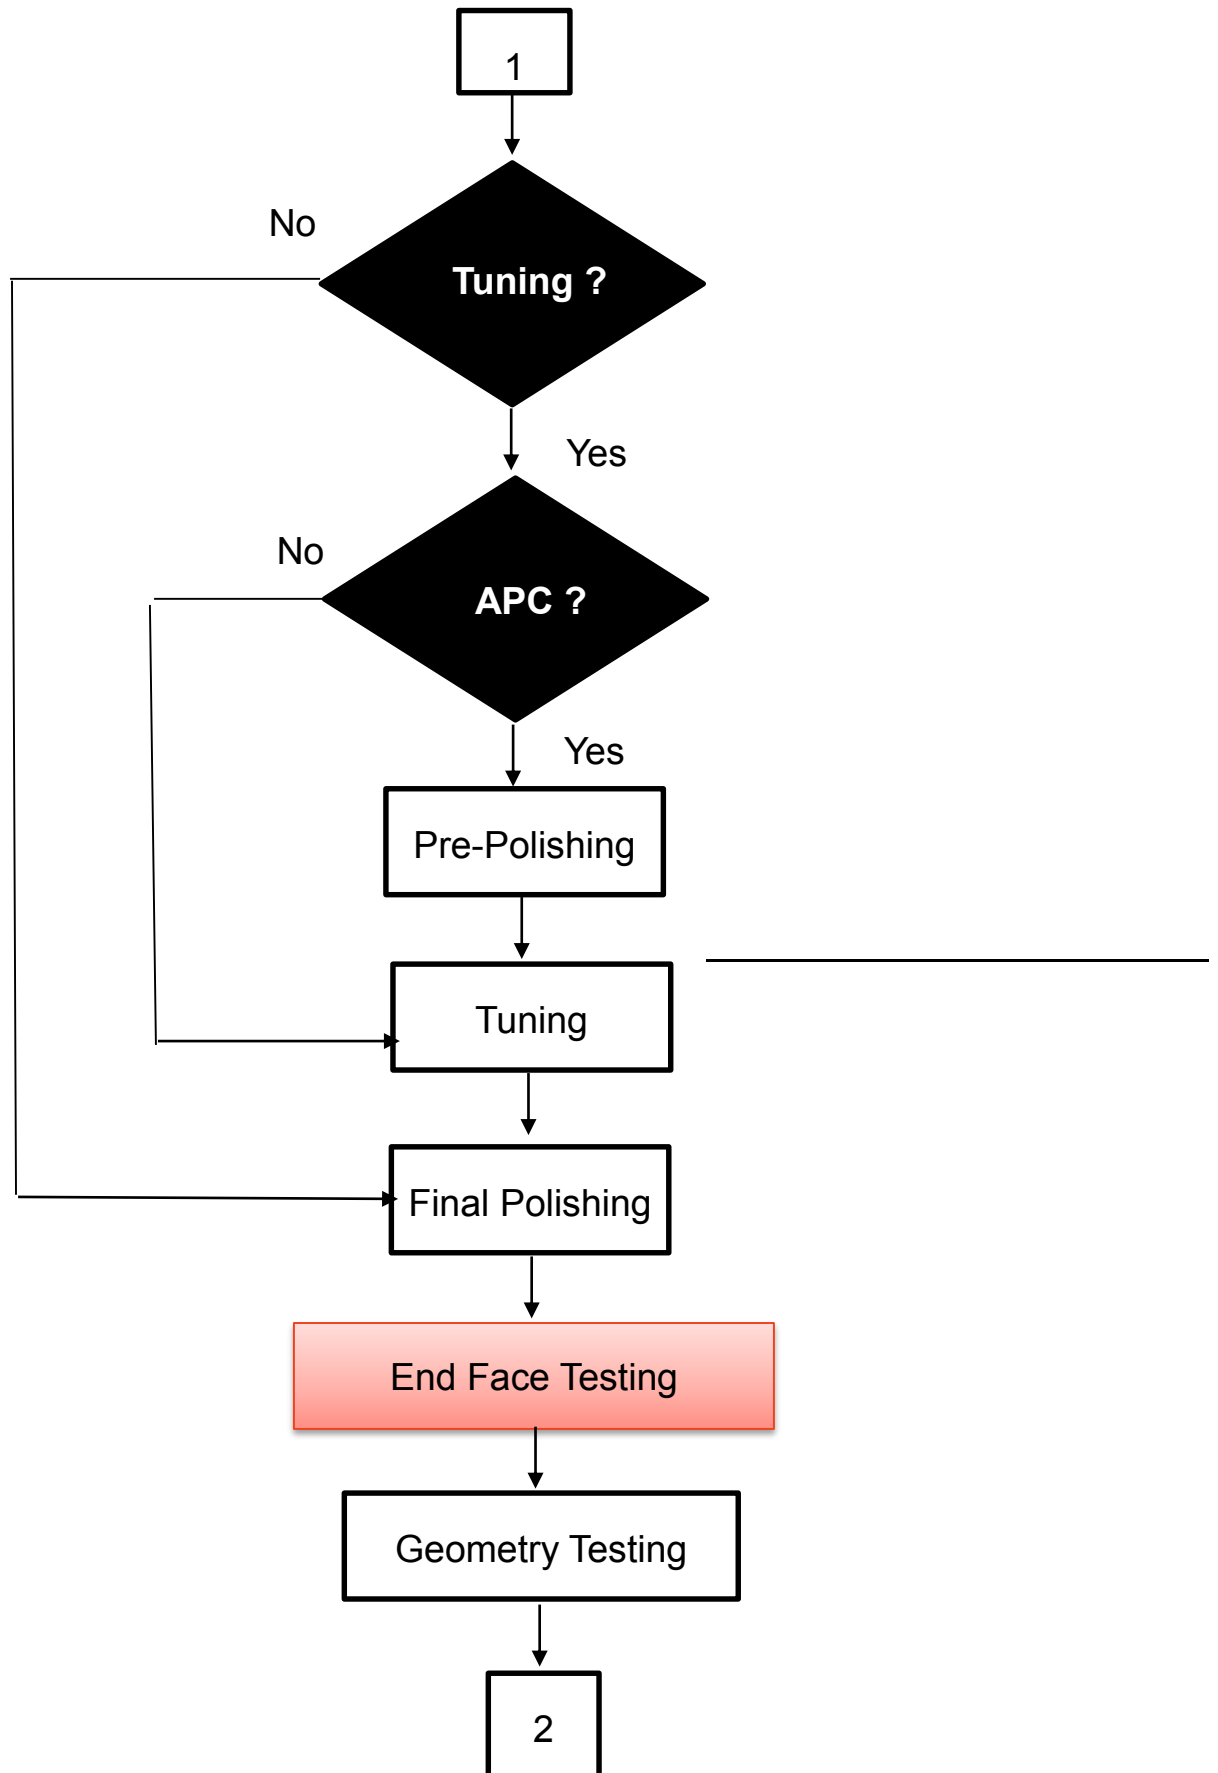 1
No
Tuning ?
Yes
No
APC ?
Yes
Pre-Polishing
Tuning
Final Polishing
End Face Testing
Geometry Testing
2